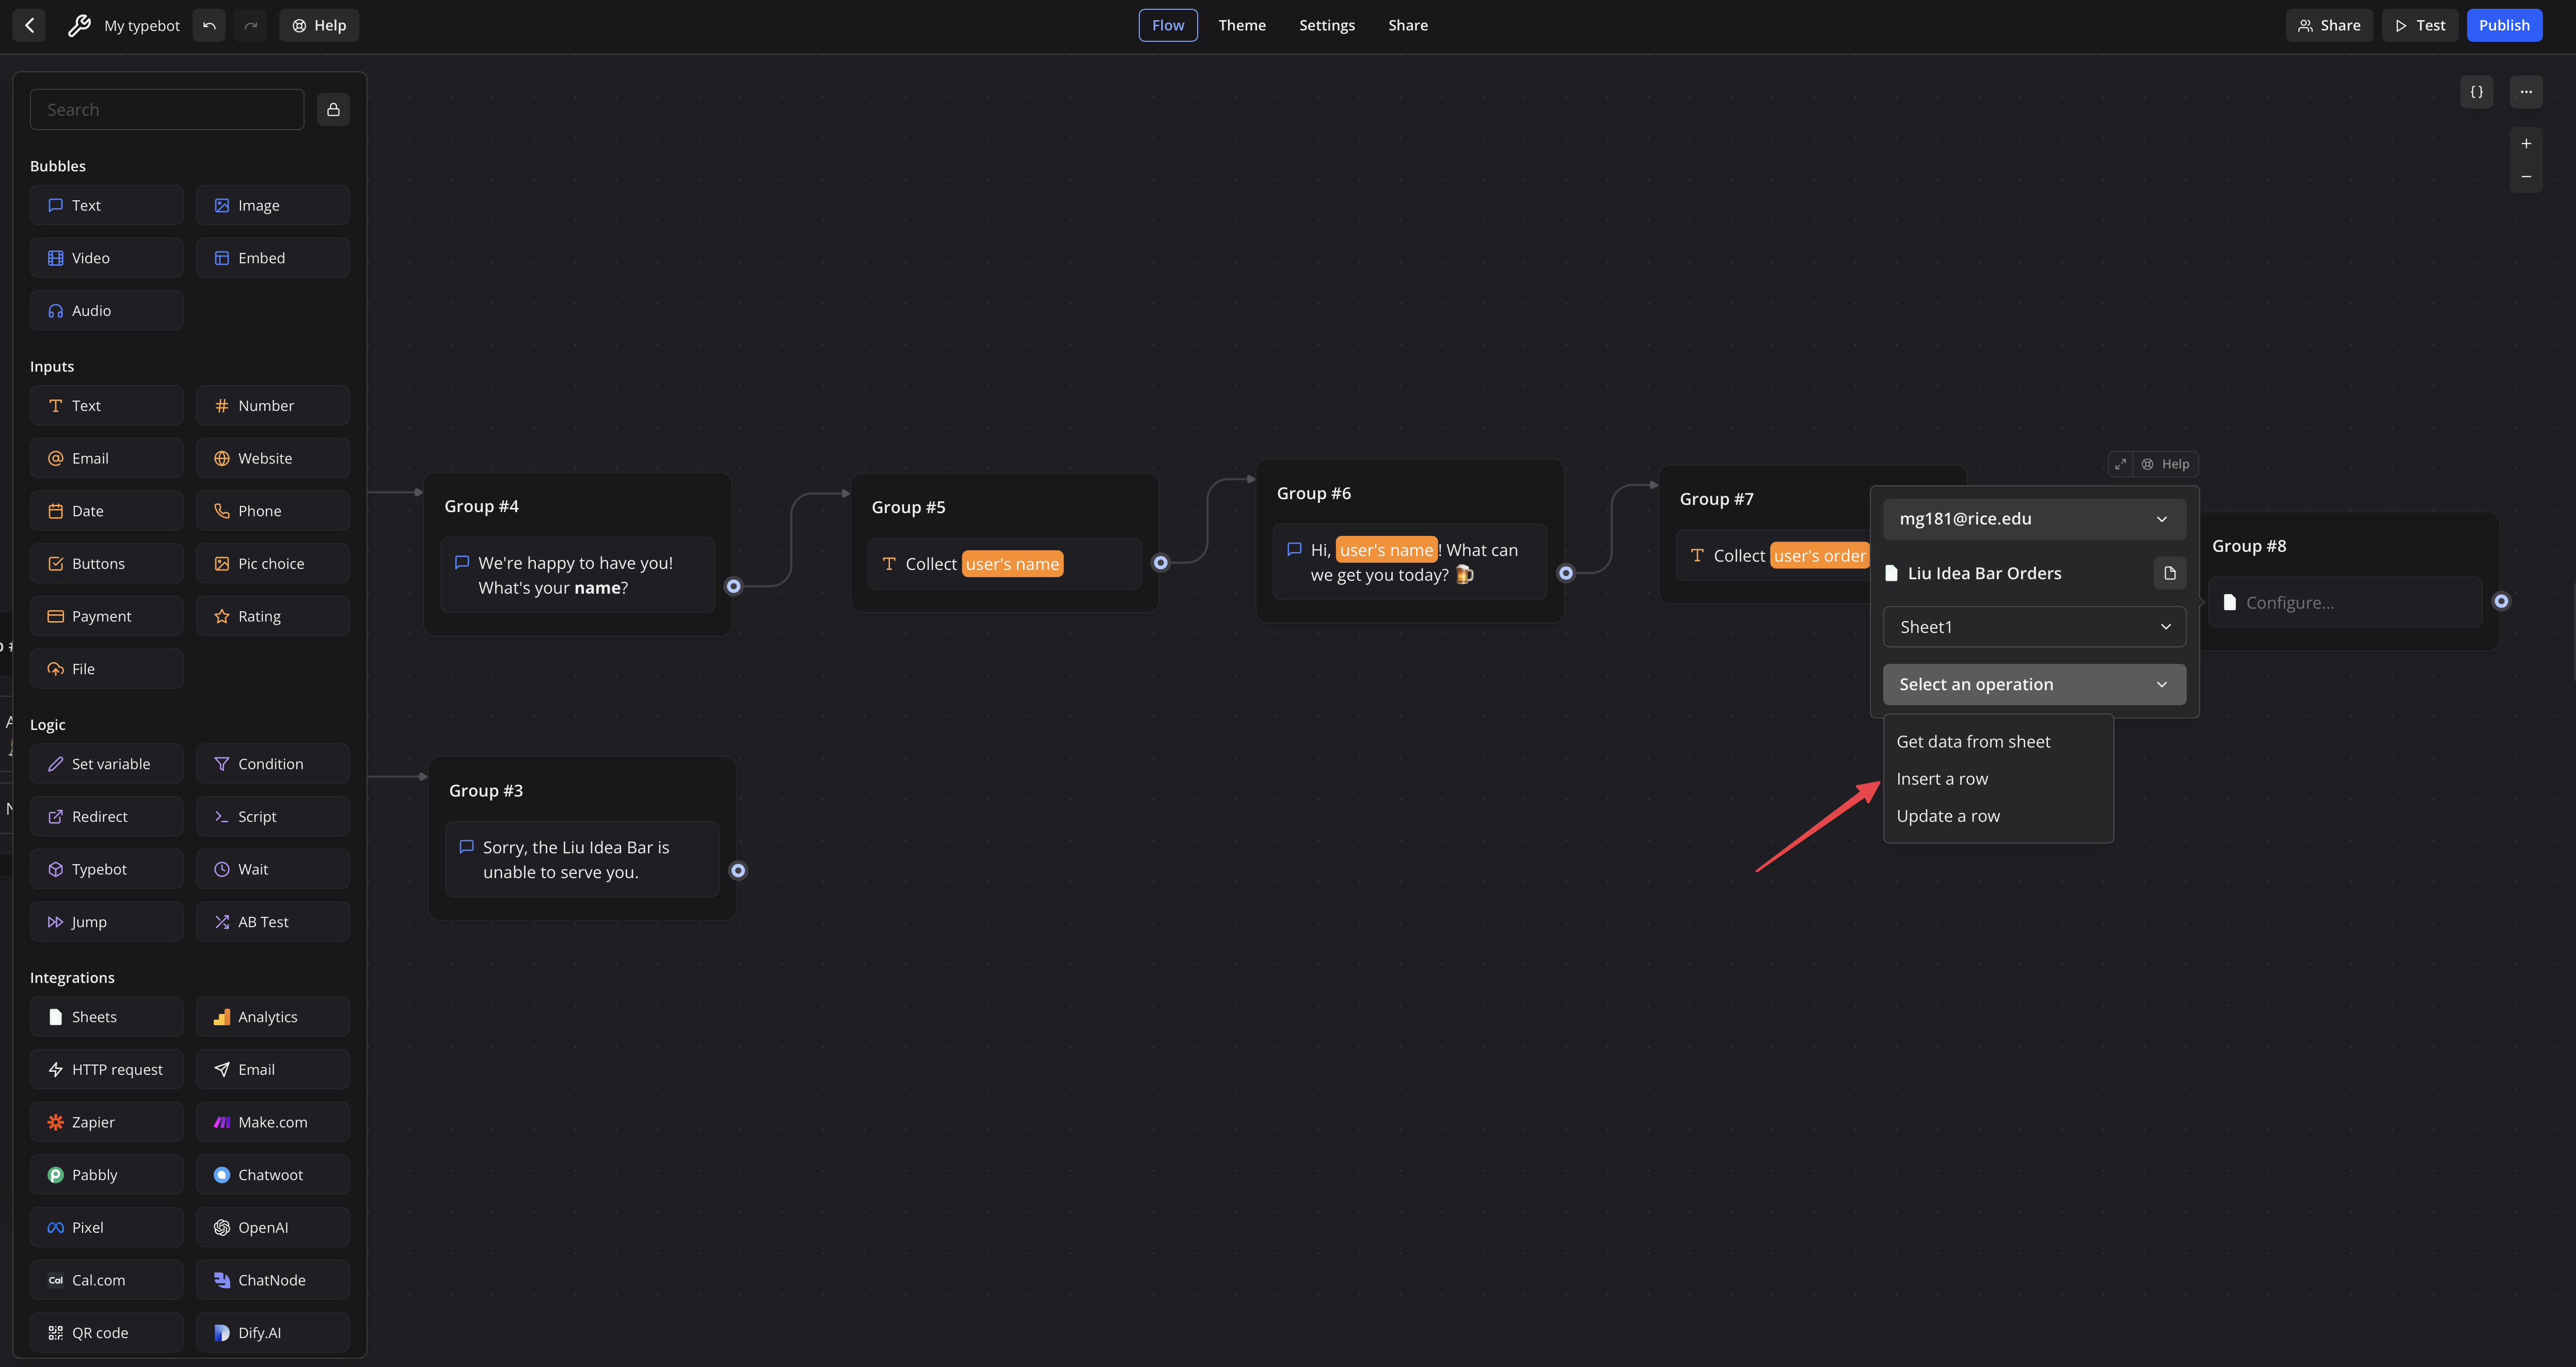 My typebot
Help
Flow
Theme
Settings
Share
Share
Test
Publish
Search
Bubbles
Text
Image
Video
Embed
Audio
Inputs
Text
Number
Email
Website
Date
Phone
Buttons
Pic choice
Payment
Rating
File
Logic
Set variable
Condition
Redirect
Script
Typebot
Wait
Jump
AB Test
Integrations
Sheets
Analytics
HTTP request
Email
Zapier
Make.com
Pabbly
Chatwoot
Pixel
OpenAI
Cal
Cal.com
ChatNode
QR code
Dify.AI
Group #4
We're happy to have you!
What's your name?
Group #5
Collect user's name
Group #6
Hi, user's name! What can
we get you today? 🍺
Group #7
Collect user's order
Help
mg181@rice.edu
Liu Idea Bar Orders
Sheet1
Select an operation
Get data from sheet
Insert a row
Update a row
Group #8
Configure...
Group #3
Sorry, the Liu Idea Bar is
unable to serve you.